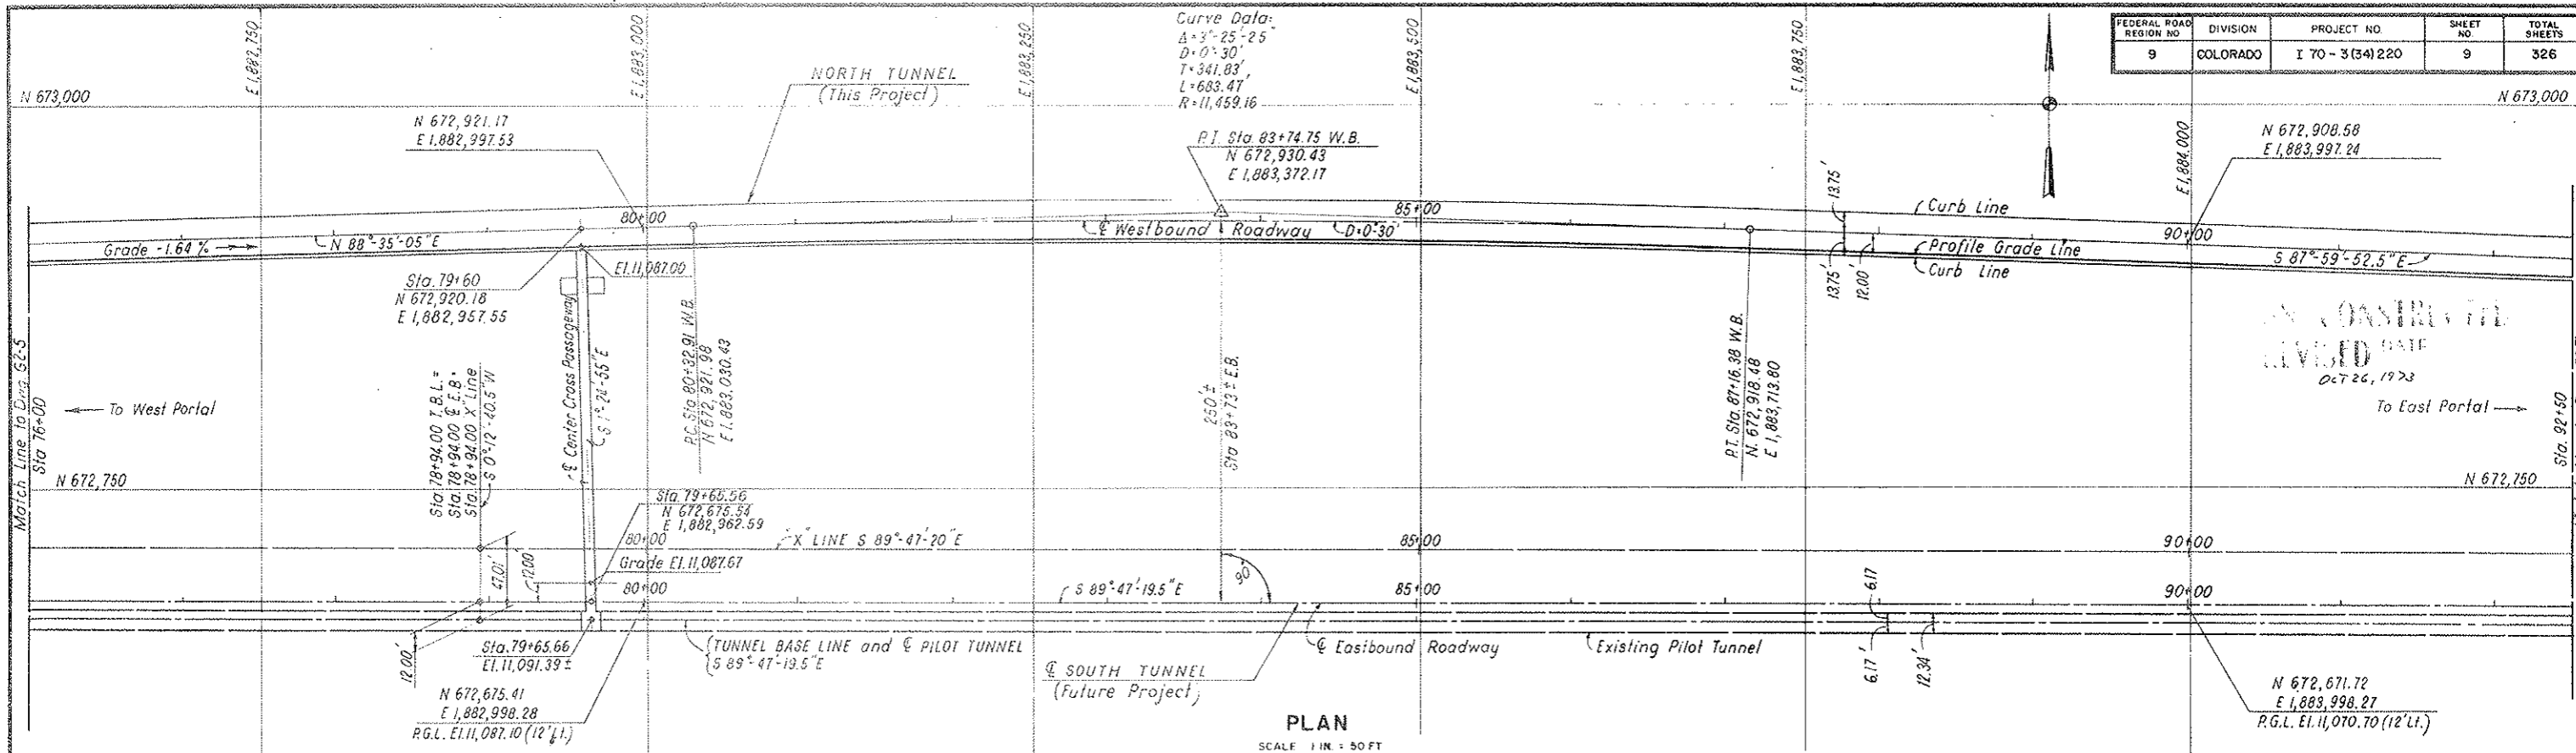 FEDERAL ROAD REGION NO
DIVISION
PROJECT NO.
SHEET NO.
TOTAL SHEETS
9
COLORADO
I 70 - 3(34)220
9
326
E 1,882,750
E 1,883,000
E 1,883,250
E 1,883,500
E 1,883,750
E 1,884,000
Curve Data:
Δ=3°-25'-25"
D=0°-30'
T=341.83'
L=683.47
R=11,459.16
NORTH TUNNEL
(This Project)
N 673,000
N 673,000
N 672,921.17
E 1,882,997.53
P.I. Sta. 83+74.75 W.B.
N 672,930.43
E 1,883,372.17
N 672,908.58
E 1,883,997.24
13.75'
13.75'
12.00'
80+00
85+00
90+00
Curb Line
Grade -1.64 %
N 88°-35'-05"E
℄ Westbound Roadway
D=0°30'
Profile Grade Line
Curb Line
S 87°-59'-52.5"E
El. 11,087.00
Sta. 79+60
N 672,920.18
E 1,882,957.55
℄ Center Cross Passageway
S 1°-24'-55"E
P.C. Sta. 80+32.91 W.B.
N 672,921.98
E 1,883,030.43
250'±
Sta 83+73± E.B.
P.T. Sta. 87+16.38 W.B.
N. 672,918.48
E 1,883,713.80
REVISED DATE
OCT 26, 1973
Match Line to Dwg. G2-5
Sta 76+00
To West Portal
To East Portal
Sta. 92+50
Sta. 78+94.00 T.B.L.=
Sta. 78+94.00 ℄ E.B.=
Sta. 78+94.00 "X" Line
S 0°-12'-40.5"W
N 672,750
N 672,750
Sta. 79+65.56
N 672,675.54
E 1,882,962.59
80+00
"X" LINE S 89°-47'-20"E
85+00
90+00
47.01'
12.00'
Grade El. 11,087.67
80+00
S 89°-47'-19.5"E
90°
85+00
90+00
6.17
6.17'
12.34'
12.00'
Sta. 79+65.66
El. 11,091.39±
TUNNEL BASE LINE and ℄ PILOT TUNNEL
S 89°-47'-19.5"E
℄ Eastbound Roadway
Existing Pilot Tunnel
℄ SOUTH TUNNEL
(Future Project)
N 672,675.41
E 1,882,998.28
P.G.L. El. 11,087.10 (12' Lt.)
N 672,671.72
E 1,883,998.27
P.G.L. El. 11,070.70 (12' Lt.)
PLAN
SCALE 1 IN. = 50 FT